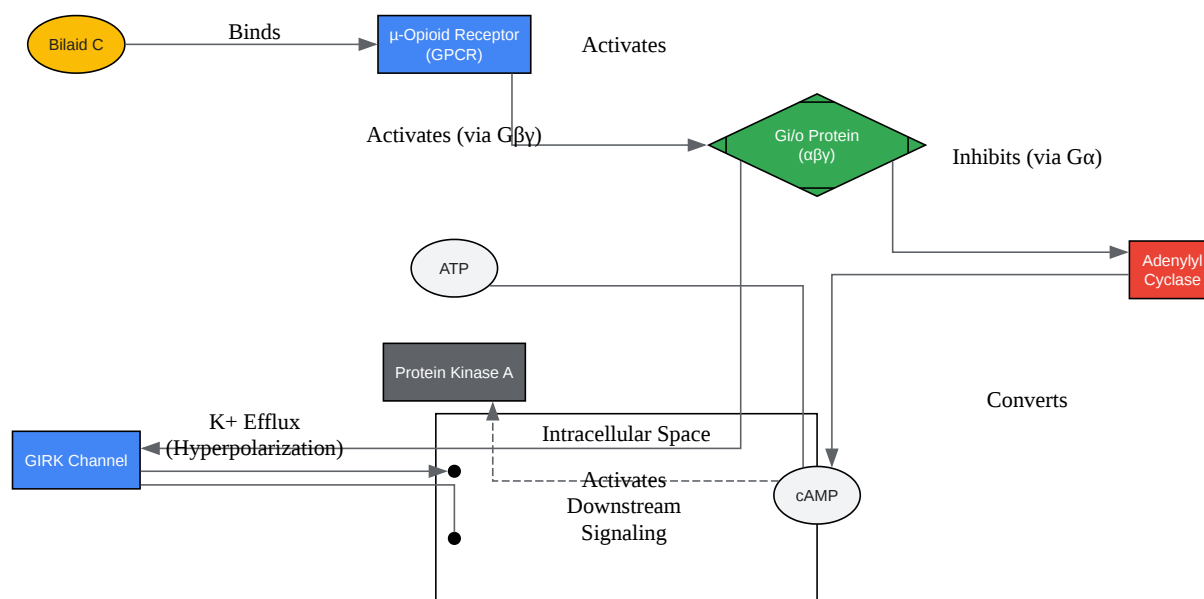 Bilaid C
Binds
µ-Opioid Receptor
(GPCR)
Activates
Activates (via Gβγ)
Gi/o Protein
(αβγ)
Inhibits (via Gα)
ATP
Adenylyl
Cyclase
Protein Kinase A
Converts
K+ Efflux
(Hyperpolarization)
Intracellular Space
GIRK Channel
Activates
Downstream
Signaling
cAMP